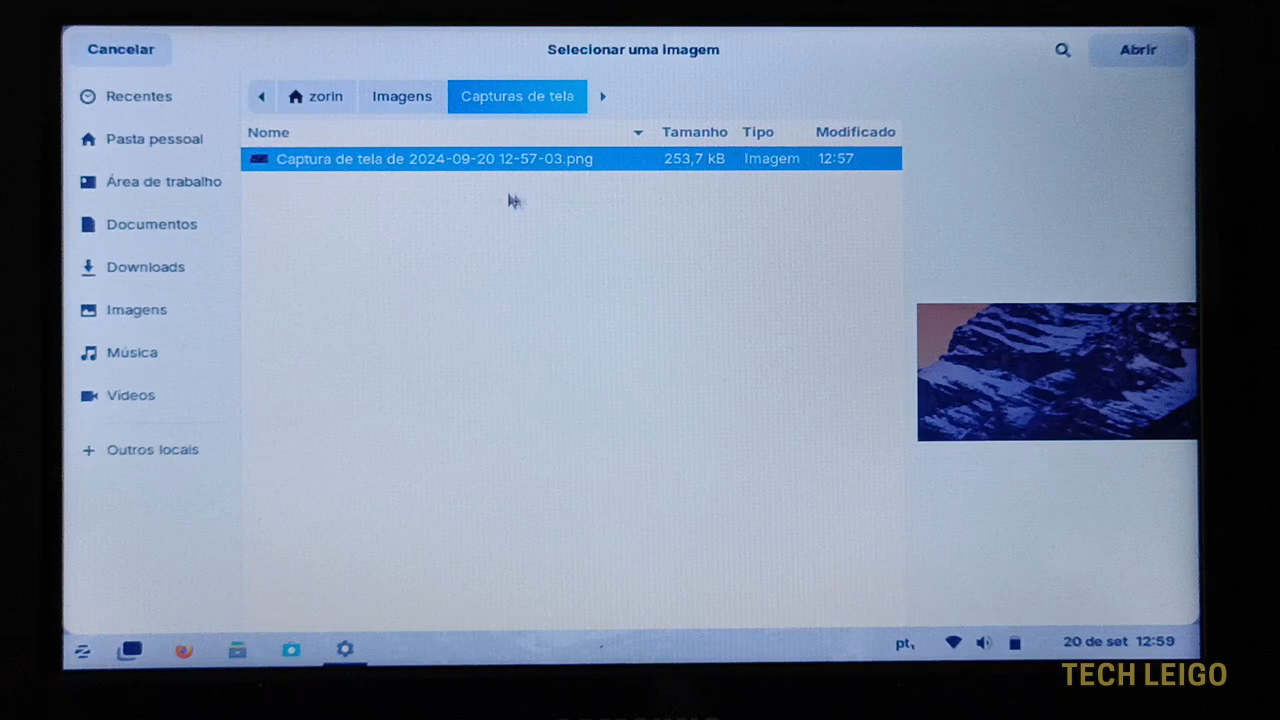 Cancelar
Selecionar uma imagem
Abrir
Recentes
Pasta pessoal
Área de trabalho
Documentos
Downloads
Imagens
Música
Vídeos
Outros locais
zorin
Imagens
Capturas de tela
Nome
Tamanho
Tipo
Modificado
Captura de tela de 2024-09-20 12-57-03.png
253,7 kB
Imagem
12:57
pt₁
20 de set 12:59
TECH LEIGO